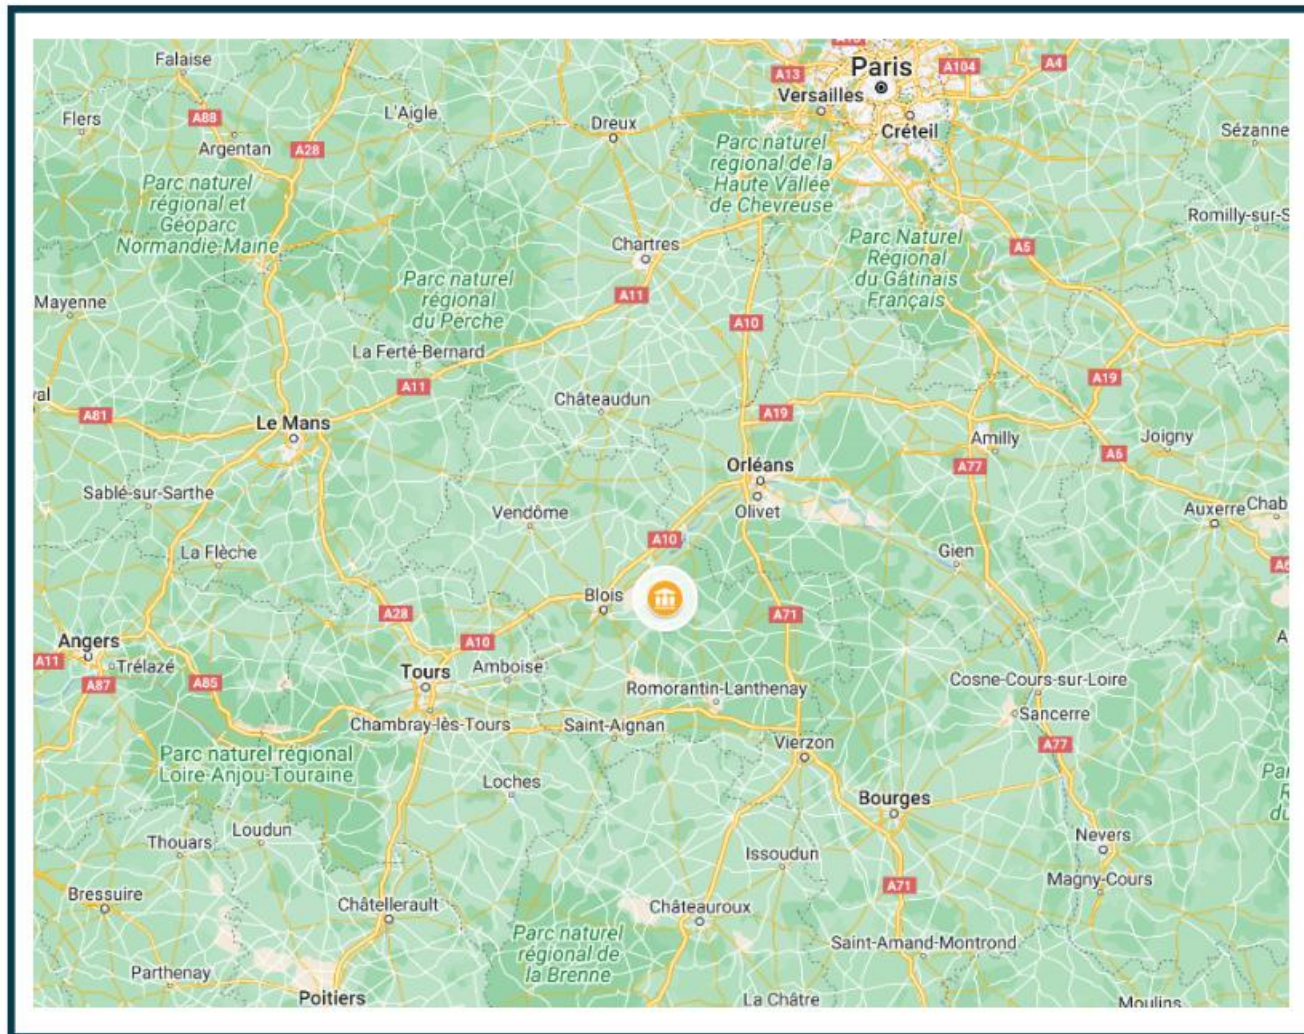 Falaise
A13
Paris
A104
A4
A13
Versailles
Flers
A88
L'Aigle
Dreux
Créteil
Sézanne
Argentan
A28
Parc naturel
régional de la
Haute Vallée
de Chevreuse
Parc naturel
régional et
Géoparc
Normandie-Maine
Romilly-sur-S
Chartres
Parc Naturel
Régional
du Gâtinais
Français
A5
Parc naturel
régional
du Perche
Mayenne
A11
A10
La Ferté-Bernard
A11
A19
val
A81
Châteaudun
A19
Le Mans
Amilly
Joigny
A6
Orléans
A77
Sablé-sur-Sarthe
Vendôme
Olivet
Auxerre
Chab
A10
La Flèche
Gien
A6
Blois
A28
A71
Angers
A10
A11
Trélazé
Tours
Amboise
A87
A85
Romorantin-Lanthenay
Cosne-Cours-sur-Loire
Chambray-lès-Tours
Saint-Aignan
Sancerre
Vierzon
A77
Parc naturel régional
Loire-Anjou-Touraine
Loches
Pa
R
du
Bourges
Loudun
Thouars
Nevers
Issoudun
Magny-Cours
A71
Bressuire
Châtellerault
Châteauroux
Parc naturel
régional de
la Brenne
Saint-Amand-Montrond
Parthenay
Poitiers
La Châtre
Moulins